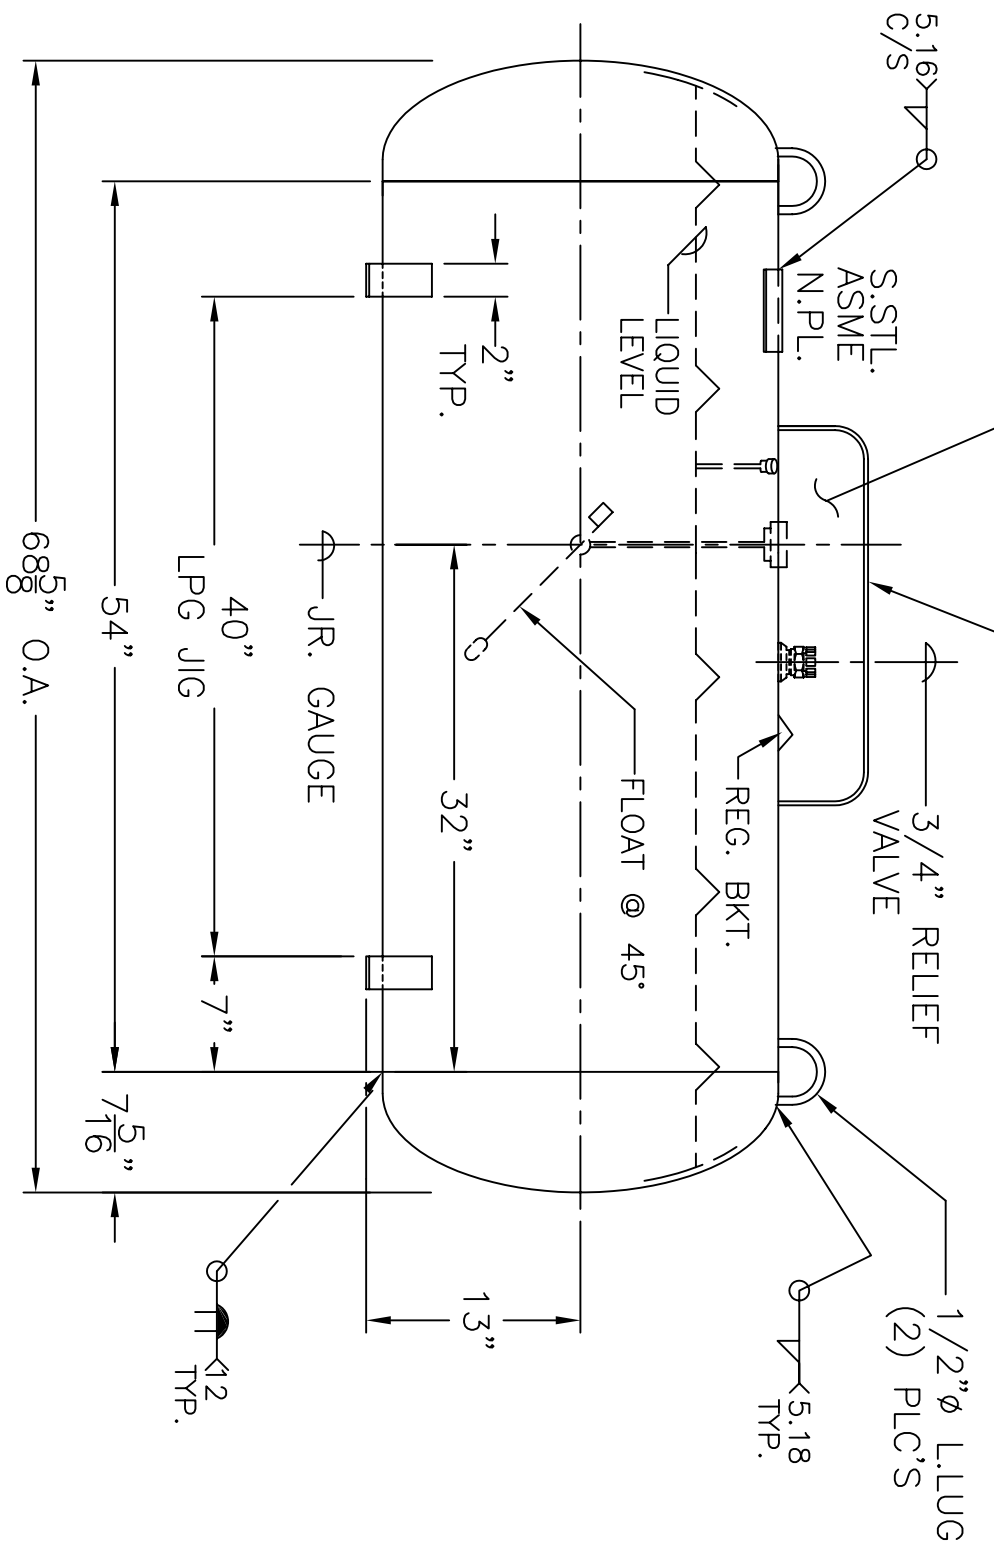 5.16
C/S
S.STL.
ASME
N.PL.
LIQUID
LEVEL
2"
TYP.
3/4" RELIEF
VALVE
REG. BKT.
FLOAT @ 45°
32"
JR. GAUGE
40"
LPG JIG
7"
54"
7 5/16"
68 5/8" O.A.
13"
1/2"ø L.LUG
(2) PLC'S
5.18
TYP.
12
TYP.